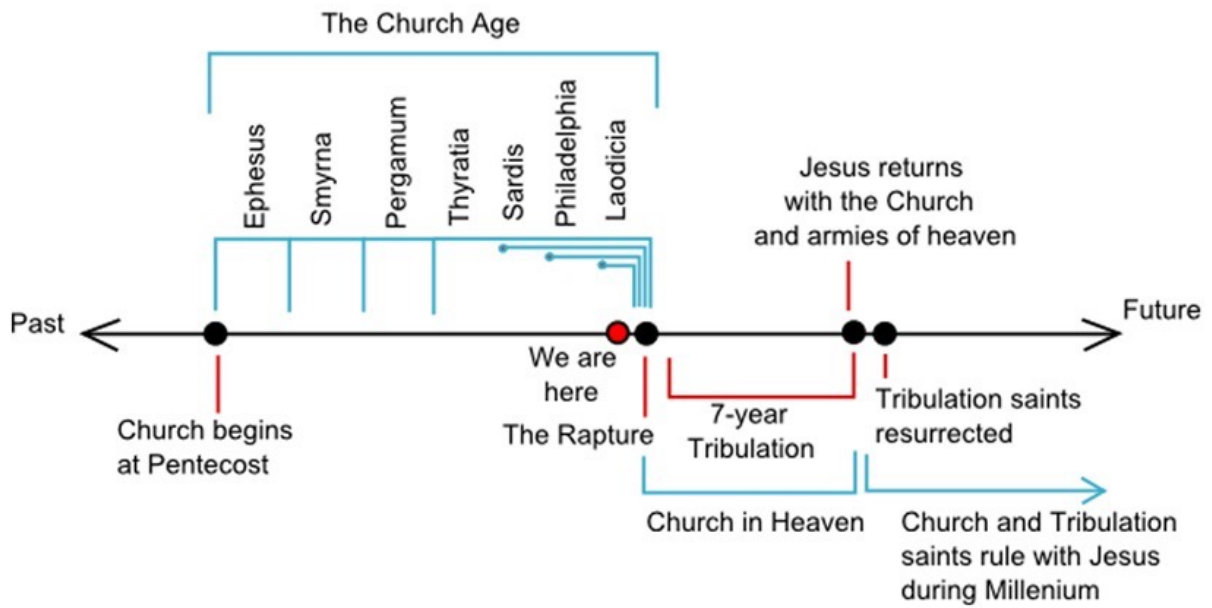 The Church Age
Ephesus
Smyrna
Pergamum
Thyratia
Sardis
Philadelphia
Laodicia
Jesus returns
with the Church
and armies of heaven
Past
Future
We are
here
Church begins
at Pentecost
The Rapture
7-year
Tribulation
Tribulation saints
resurrected
Church in Heaven
Church and Tribulation
saints rule with Jesus
during Millenium